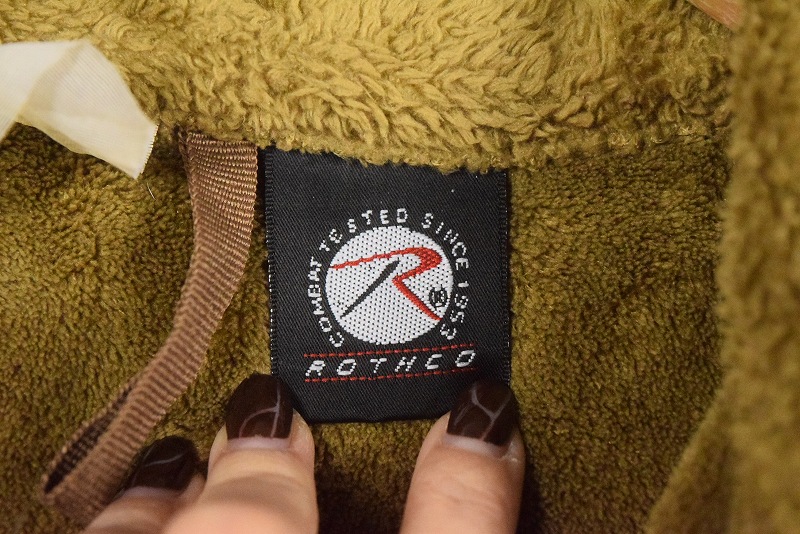 COMBAT TESTED SINCE 1953
R
®
ROTHCO